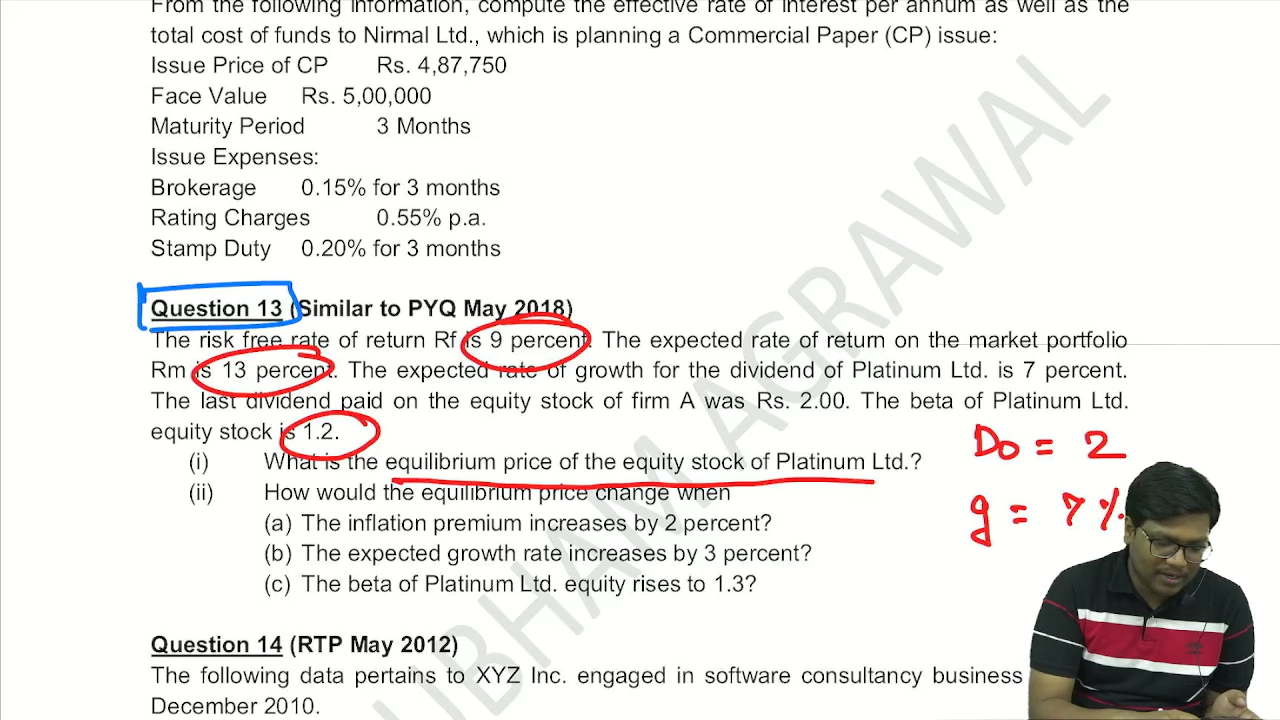 From the following information, compute the effective rate of interest per annum as well as the
total cost of funds to Nirmal Ltd., which is planning a Commercial Paper (CP) issue:
Issue Price of CP Rs. 4,87,750
Face Value Rs. 5,00,000
Maturity Period 3 Months
Issue Expenses:
Brokerage 0.15% for 3 months
Rating Charges 0.55% p.a.
Stamp Duty 0.20% for 3 months
Question 13 (Similar to PYQ May 2018)
The risk free rate of return Rf is 9 percent. The expected rate of return on the market portfolio
Rm is 13 percent. The expected rate of growth for the dividend of Platinum Ltd. is 7 percent.
The last dividend paid on the equity stock of firm A was Rs. 2.00. The beta of Platinum Ltd.
equity stock is 1.2.
Do = 2
(i) What is the equilibrium price of the equity stock of Platinum Ltd.?
(ii) How would the equilibrium price change when
g = 7%
(a) The inflation premium increases by 2 percent?
(b) The expected growth rate increases by 3 percent?
(c) The beta of Platinum Ltd. equity rises to 1.3?
Question 14 (RTP May 2012)
The following data pertains to XYZ Inc. engaged in software consultancy business
December 2010.
UBHAM AGRAWAL